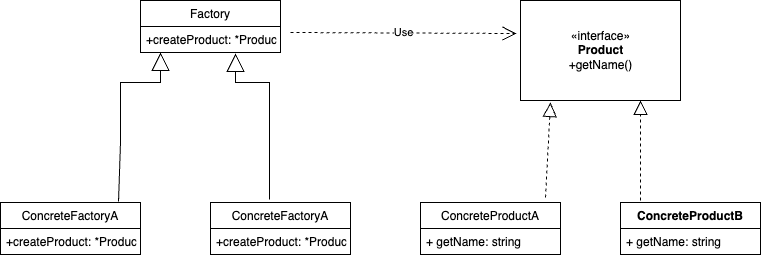 Factory
+createProduct: *Produc
Use
«interface»
Product
+getName()
ConcreteFactoryA
+createProduct: *Produc
ConcreteFactoryA
+createProduct: *Produc
ConcreteProductA
+ getName: string
ConcreteProductB
+ getName: string